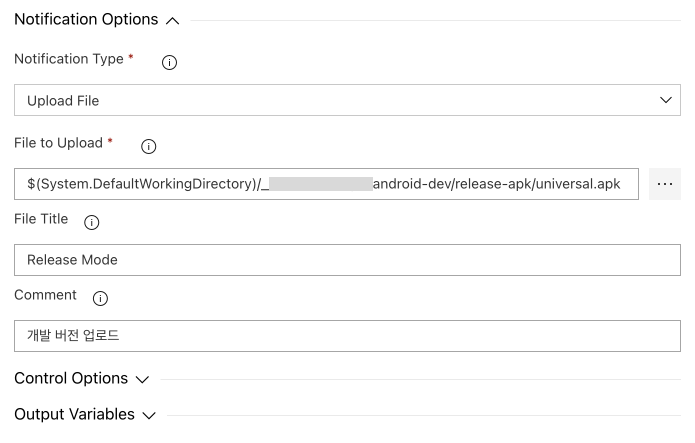 Notification Options
Notification Type *
Upload File
File to Upload *
$(System.DefaultWorkingDirectory)/_ android-dev/release-apk/universal.apk
File Title
Release Mode
Comment
개발 버전 업로드
Control Options
Output Variables